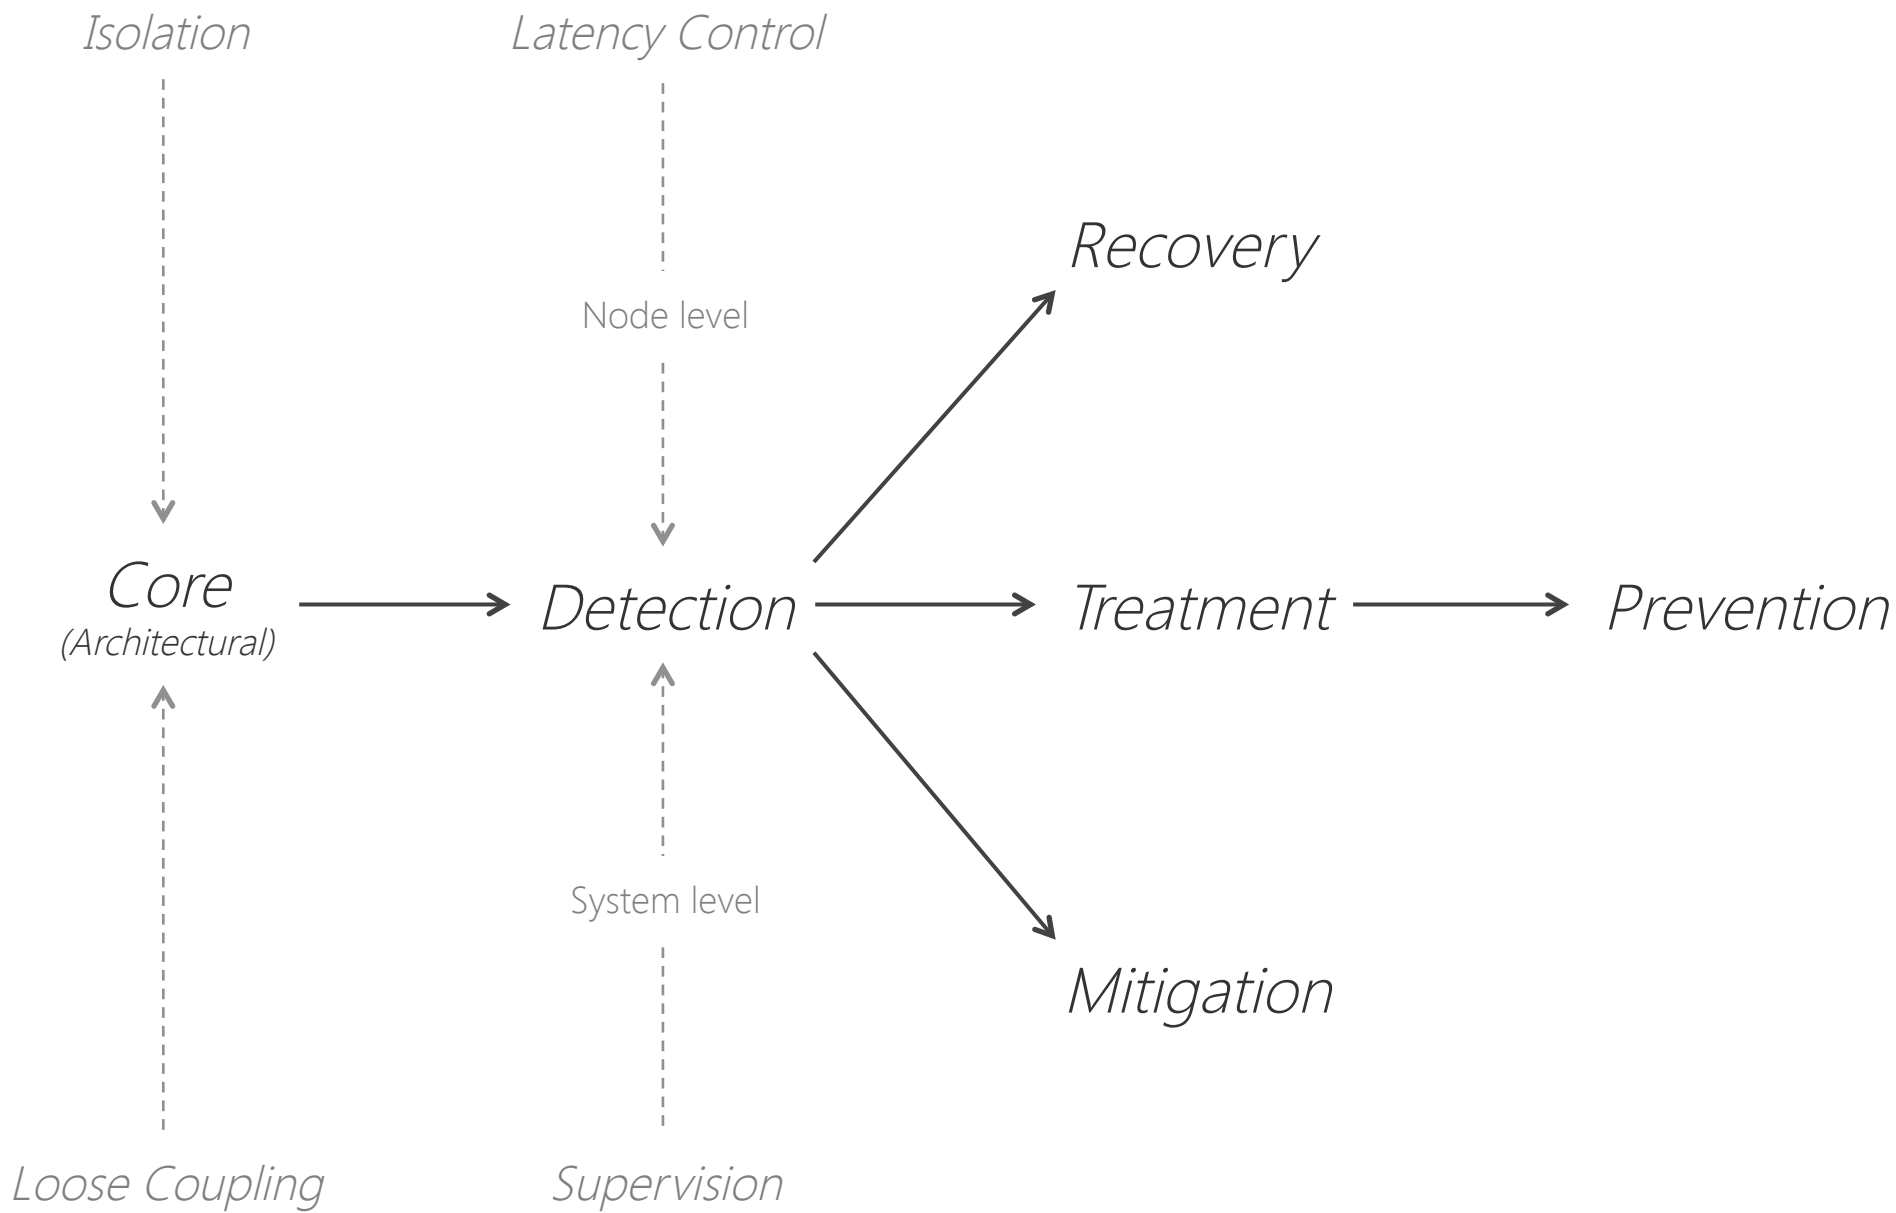 Isolation
Latency Control
Recovery
Node level
Core
(Architectural)
Detection
Treatment
Prevention
System level
Mitigation
Loose Coupling
Supervision